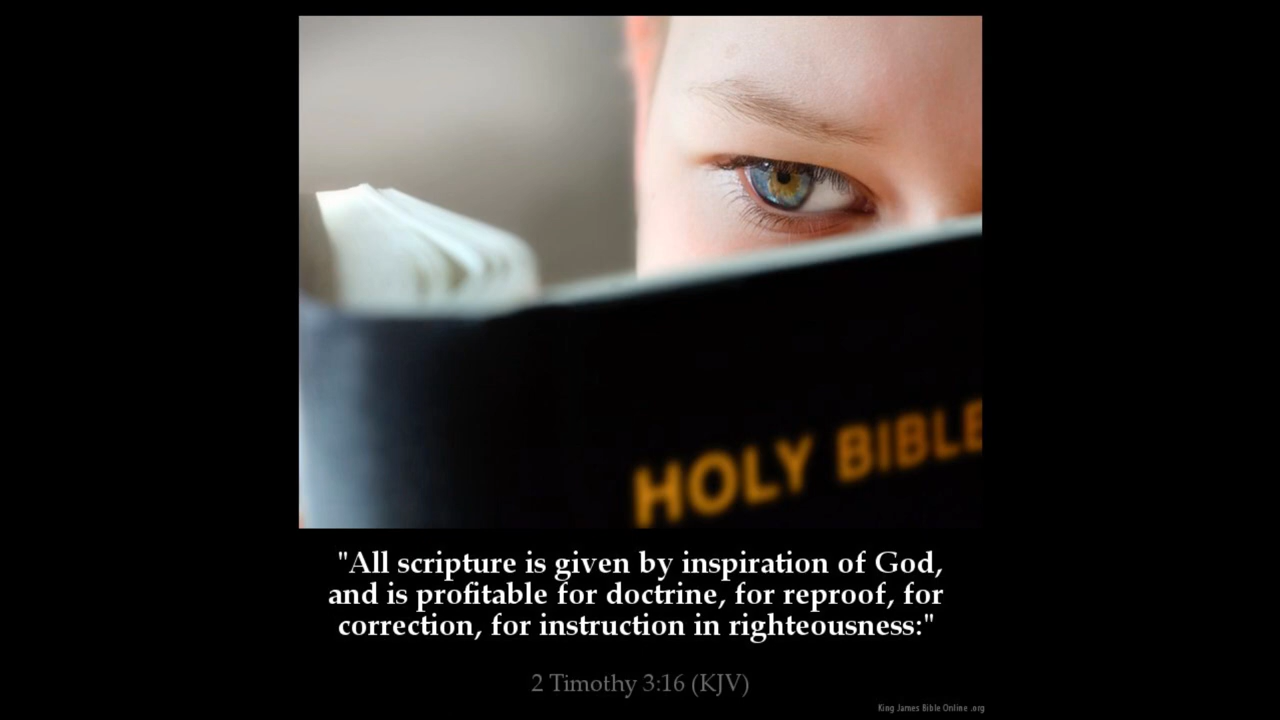 HOLY BIBLE
"All scripture is given by inspiration of God,
and is profitable for doctrine, for reproof, for
correction, for instruction in righteousness:"
2 Timothy 3:16 (KJV)
King James Bible Online .org